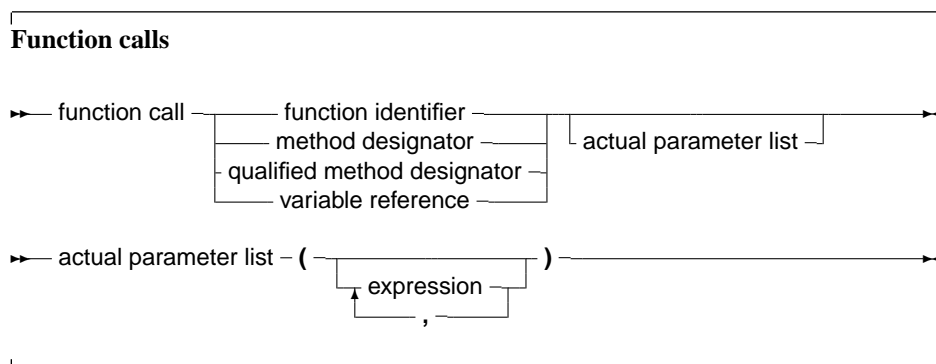 Function calls
function call function identifier
method designator actual parameter list
qualified method designator
variable reference
actual parameter list ( )
expression
,